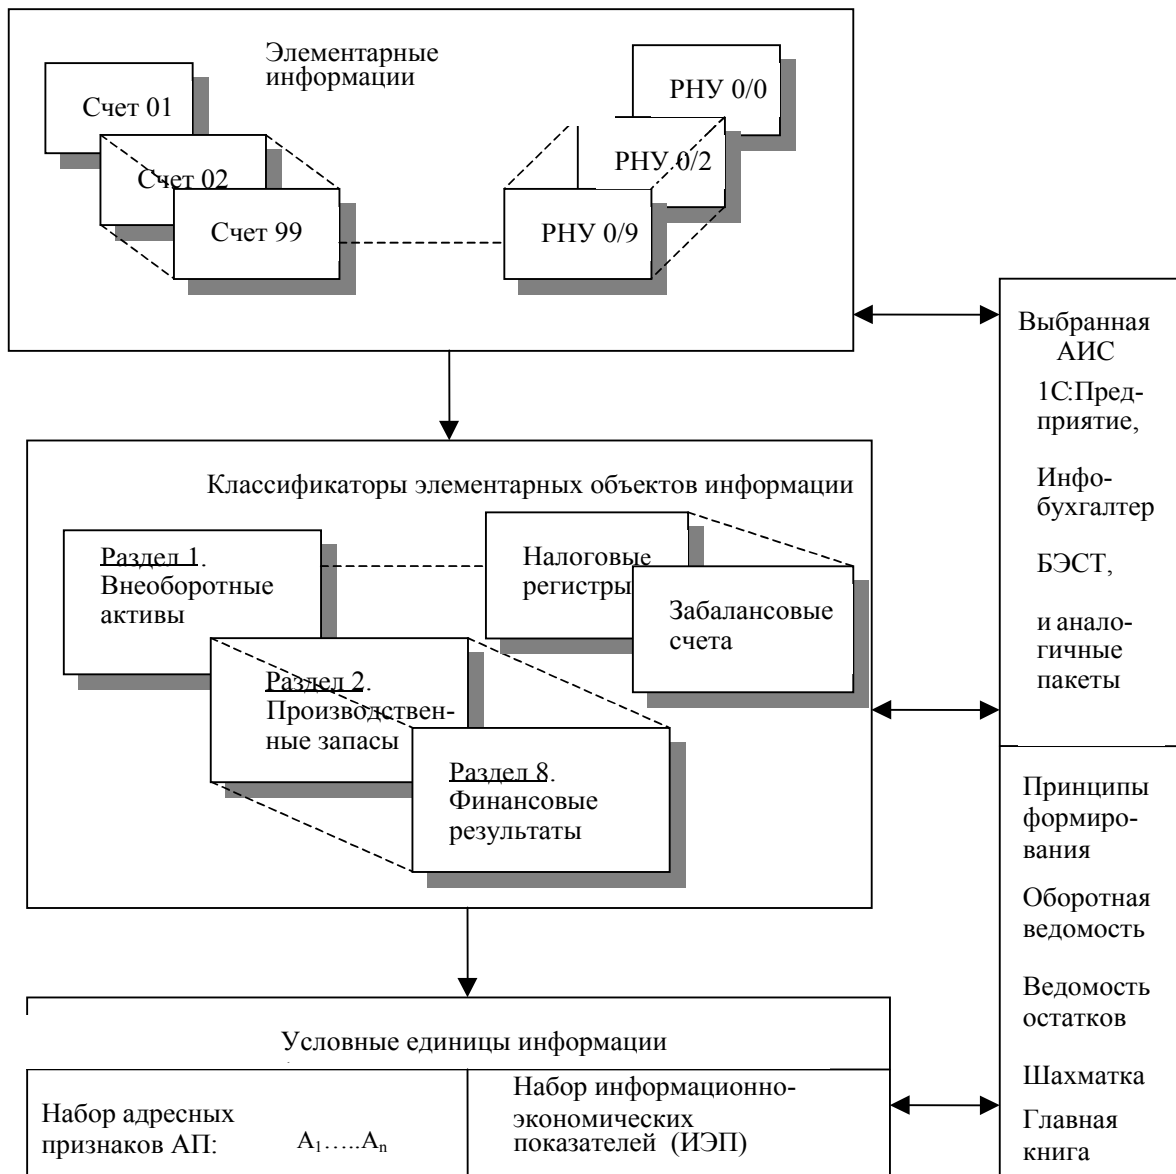 Элементарные
информации
Счет 01
Счет 02
Счет 99
РНУ 0/0
РНУ 0/2
РНУ 0/9
Классификаторы элементарных объектов информации
Раздел 1.
Внеоборотные
активы
Раздел 2.
Производствен-
ные запасы
Раздел 8.
Финансовые
результаты
Налоговые
регистры
Забалансовые
счета
Условные единицы информации
Набор адресных
признаков АП:
A₁…..Aₙ
Набор информационно-
экономических
показателей (ИЭП)
Выбранная
АИС
1С:Пред-
приятие,
Инфо-
бухгалтер
БЭСТ,
и анало-
гичные
пакеты
Принципы
формиро-
вания
Оборотная
ведомость
Ведомость
остатков
Шахматка
Главная
книга